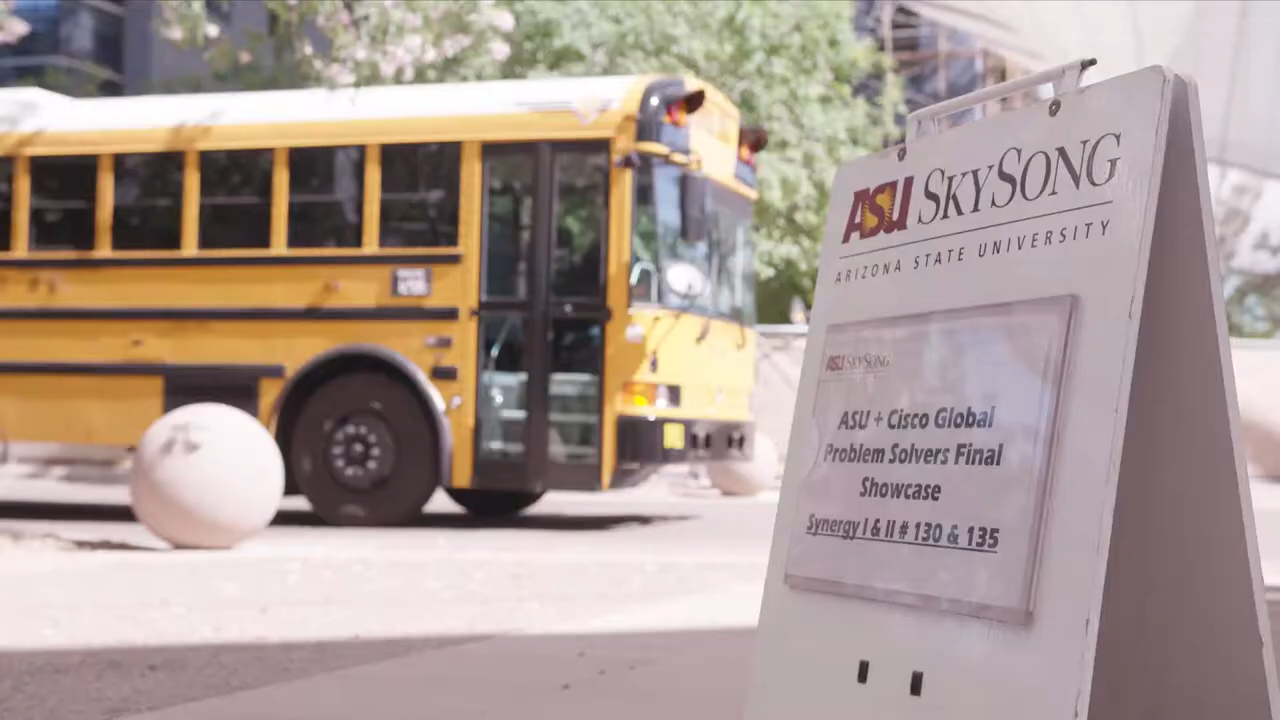 ASU SKYSONG
ARIZONA STATE UNIVERSITY
ASU SKYSONG
ASU + Cisco Global
Problem Solvers Final
Showcase
Synergy I & II # 130 & 135